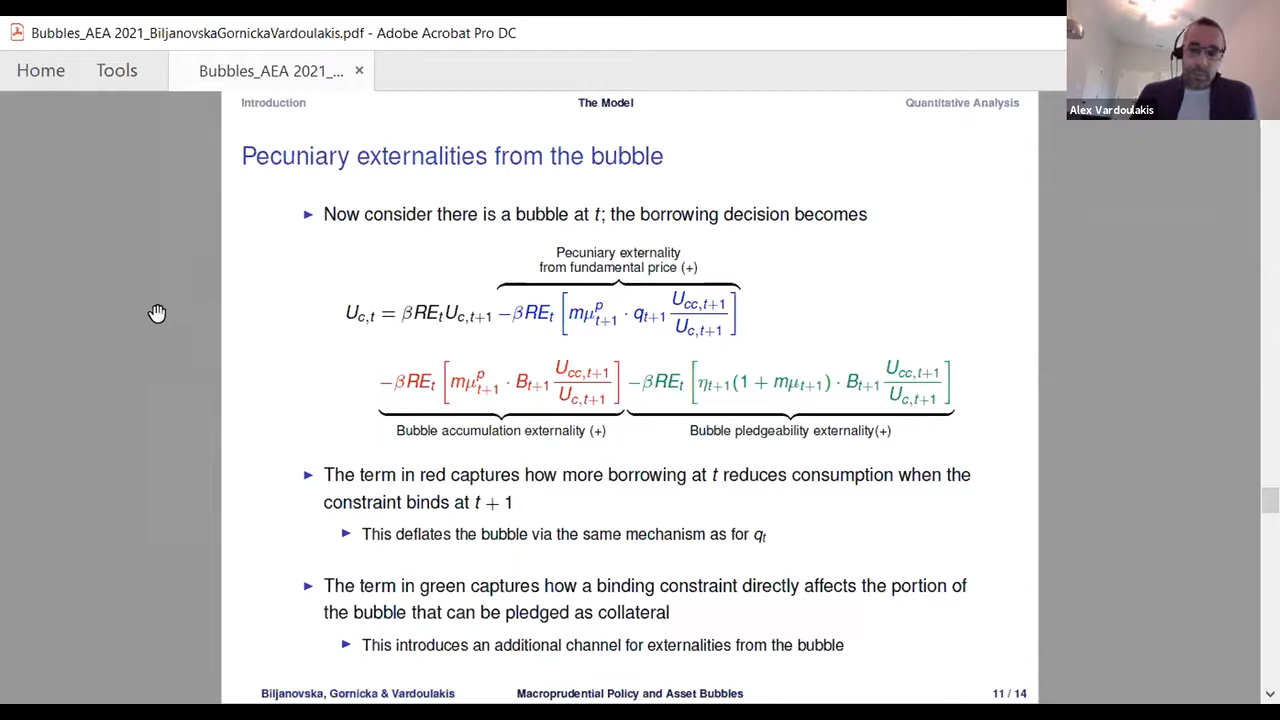 Bubbles_AEA 2021_BiljanovskaGornickaVardoulakis.pdf - Adobe Acrobat Pro DC
Home Tools Bubbles_AEA 2021_... ×
Alex Vardoulakis
Introduction The Model Quantitative Analysis
Pecuniary externalities from the bubble
► Now consider there is a bubble at t; the borrowing decision becomes
Pecuniary externality
from fundamental price (+)
U_{c,t} = βRE_t U_{c,t+1} −βRE_t [mμ^p_{t+1} · q_{t+1} U_{cc,t+1}/U_{c,t+1}]
−βRE_t [mμ^p_{t+1} · B_{t+1} U_{cc,t+1}/U_{c,t+1}] −βRE_t [η_{t+1}(1 + mμ_{t+1}) · B_{t+1} U_{cc,t+1}/U_{c,t+1}]
Bubble accumulation externality (+) Bubble pledgeability externality(+)
► The term in red captures how more borrowing at t reduces consumption when the
constraint binds at t + 1
► This deflates the bubble via the same mechanism as for q_t
► The term in green captures how a binding constraint directly affects the portion of
the bubble that can be pledged as collateral
► This introduces an additional channel for externalities from the bubble
Biljanovska, Gornicka & Vardoulakis Macroprudential Policy and Asset Bubbles 11 / 14